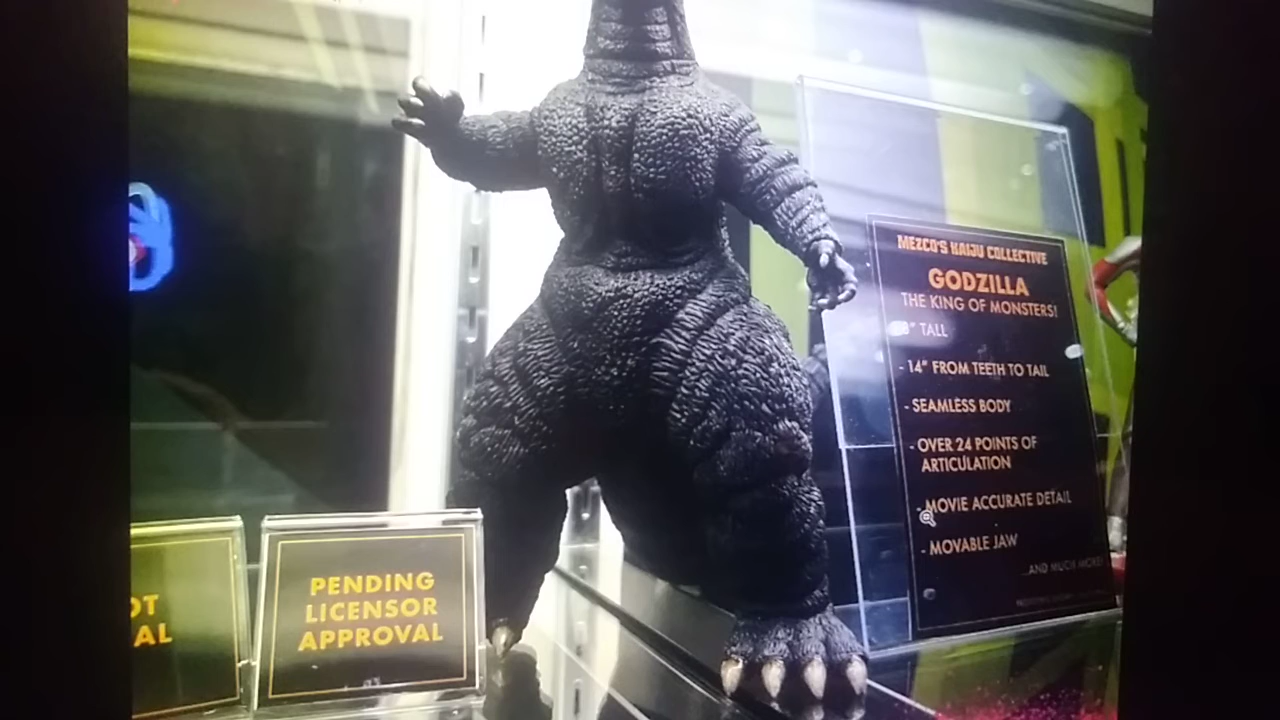 OT
AL
PENDING
LICENSOR
APPROVAL
MEZCO'S KAIJU COLLECTIVE
GODZILLA
THE KING OF MONSTERS!
" TALL
- 14" FROM TEETH TO TAIL
- SEAMLESS BODY
- OVER 24 POINTS OF
ARTICULATION
- MOVIE ACCURATE DETAIL
- MOVABLE JAW
...AND MUCH MORE!